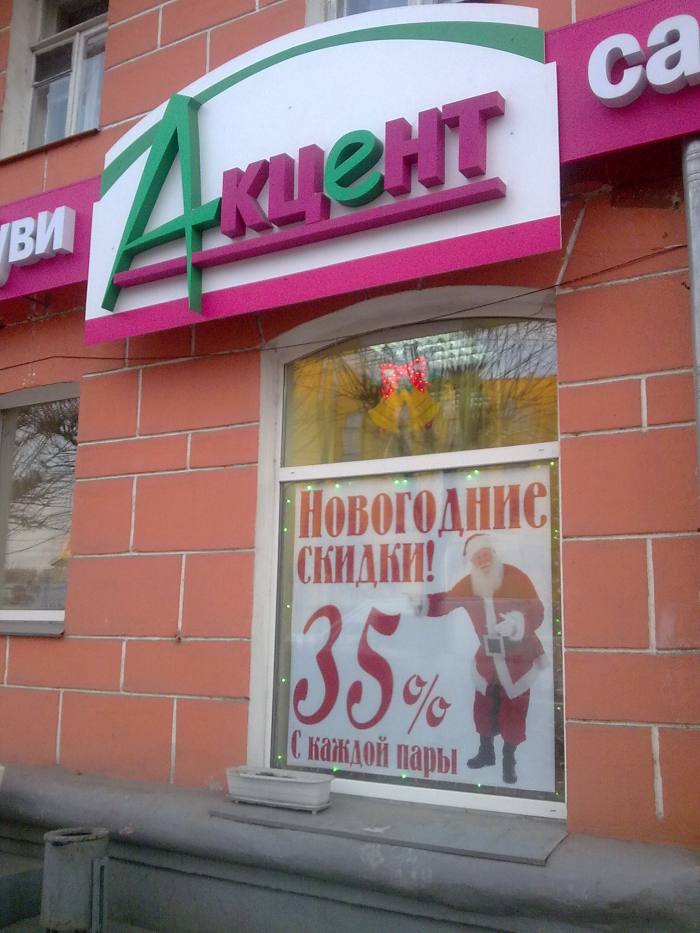 Акцент
Новогодние
скидки!
35%
С каждой пары